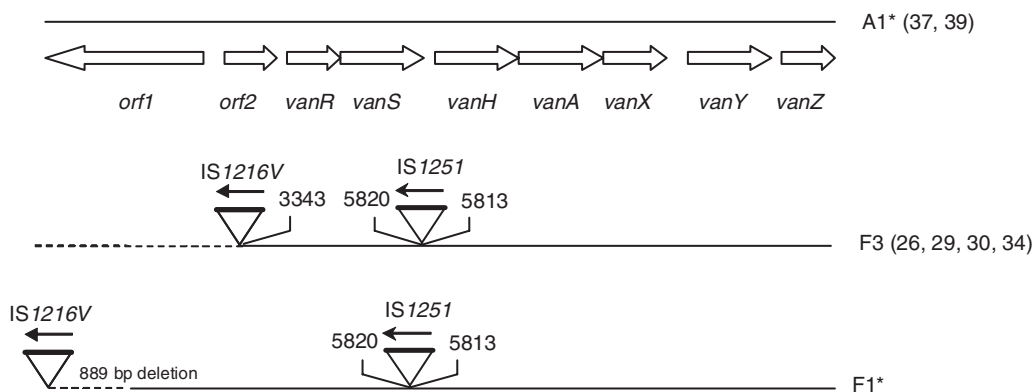 A1* (37, 39)
orf1 orf2 vanR vanS vanH vanA vanX vanY vanZ
IS1216V IS1251
3343 5820 5813
F3 (26, 29, 30, 34)
IS1216V IS1251
5820 5813
889 bp deletion
F1*